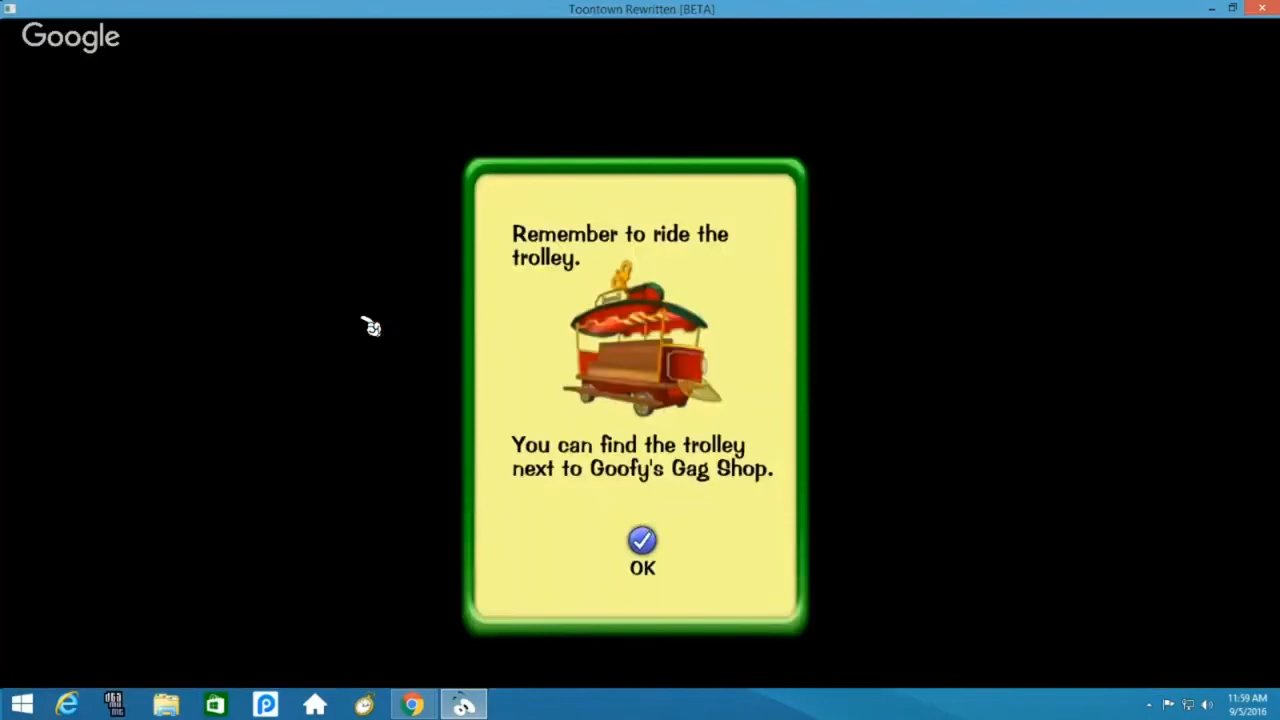 Toontown Rewritten [BETA]
Google
Remember to ride the
trolley.
You can find the trolley
next to Goofy's Gag Shop.
OK
11:59 AM
9/5/2016